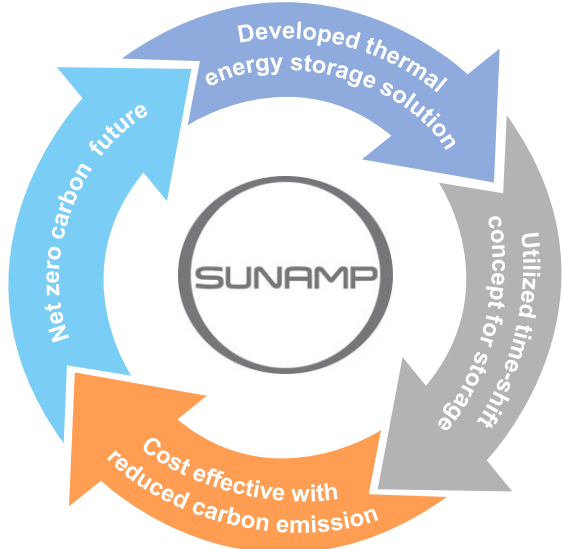 Developed thermal
energy storage solution
Utilized time-shift
concept for storage
Cost effective with
reduced carbon emission
Net zero carbon future
SUNAMP